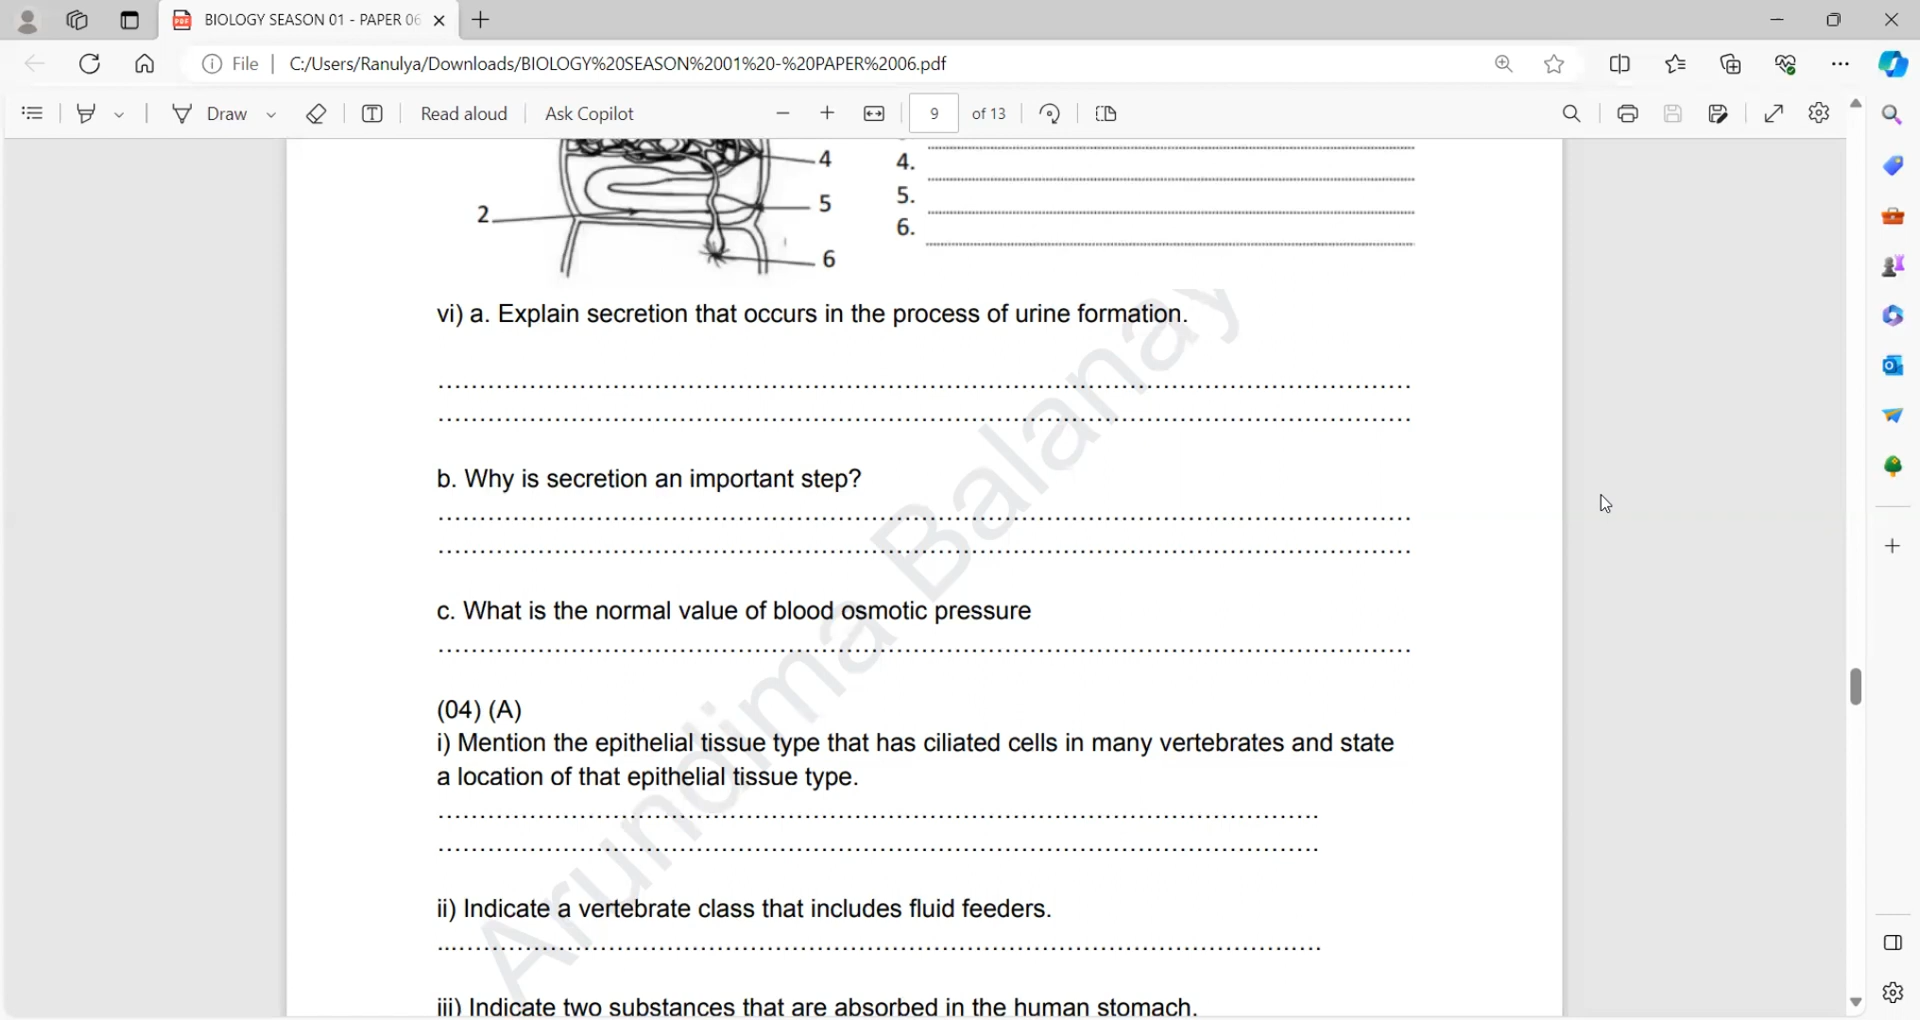 BIOLOGY SEASON 01 - PAPER 06
File
C:/Users/Ranulya/Downloads/BIOLOGY%20SEASON%2001%20-%20PAPER%2006.pdf
Draw
Read aloud
Ask Copilot
9 of 13
4
4.
5
5.
2
6.
6
vi) a. Explain secretion that occurs in the process of urine formation.
b. Why is secretion an important step?
c. What is the normal value of blood osmotic pressure
(04) (A)
i) Mention the epithelial tissue type that has ciliated cells in many vertebrates and state
a location of that epithelial tissue type.
ii) Indicate a vertebrate class that includes fluid feeders.
iii) Indicate two substances that are absorbed in the human stomach.
Arundima Balanay